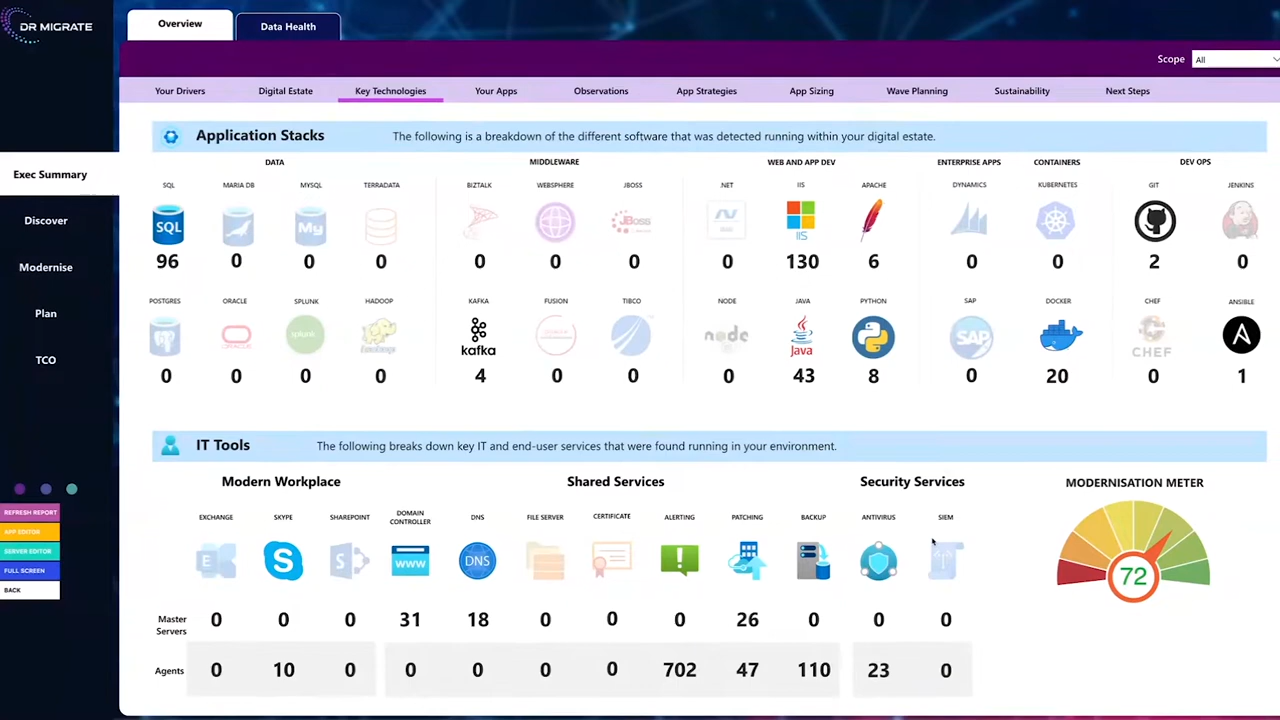 DR MIGRATE
Overview
Data Health
Scope
All
Your Drivers
Digital Estate
Key Technologies
Your Apps
Observations
App Strategies
App Sizing
Wave Planning
Sustainability
Next Steps
Exec Summary
Discover
Modernise
Plan
TCO
REFRESH REPORT
APP EDITOR
SERVER EDITOR
FULL SCREEN
BACK
Application Stacks
The following is a breakdown of the different software that was detected running within your digital estate.
DATA
MIDDLEWARE
WEB AND APP DEV
ENTERPRISE APPS
CONTAINERS
DEV OPS
SQL
MARIA DB
MYSQL
TERRADATA
BIZTALK
WEBSPHERE
JBOSS
.NET
IIS
APACHE
DYNAMICS
KUBERNETES
GIT
JENKINS
SQL
My
JBoss
IIS
96
0
0
0
0
0
0
0
130
6
0
0
2
0
POSTGRES
ORACLE
SPLUNK
HADOOP
KAFKA
FUSION
TIBCO
NODE
JAVA
PYTHON
SAP
DOCKER
CHEF
ANSIBLE
ORACLE
splunk
hadoop
kafka
node
Java
SAP
CHEF
A
0
0
0
0
4
0
0
0
43
8
0
20
0
1
IT Tools
The following breaks down key IT and end-user services that were found running in your environment.
Modern Workplace
Shared Services
Security Services
MODERNISATION METER
EXCHANGE
SKYPE
SHAREPOINT
DOMAIN
CONTROLLER
DNS
FILE SERVER
CERTIFICATE
ALERTING
PATCHING
BACKUP
ANTIVIRUS
SIEM
E
S
S
WWW
DNS
!
72
Master
Servers
0
0
0
31
18
0
0
0
26
0
0
0
Agents
0
10
0
0
0
0
0
702
47
110
23
0